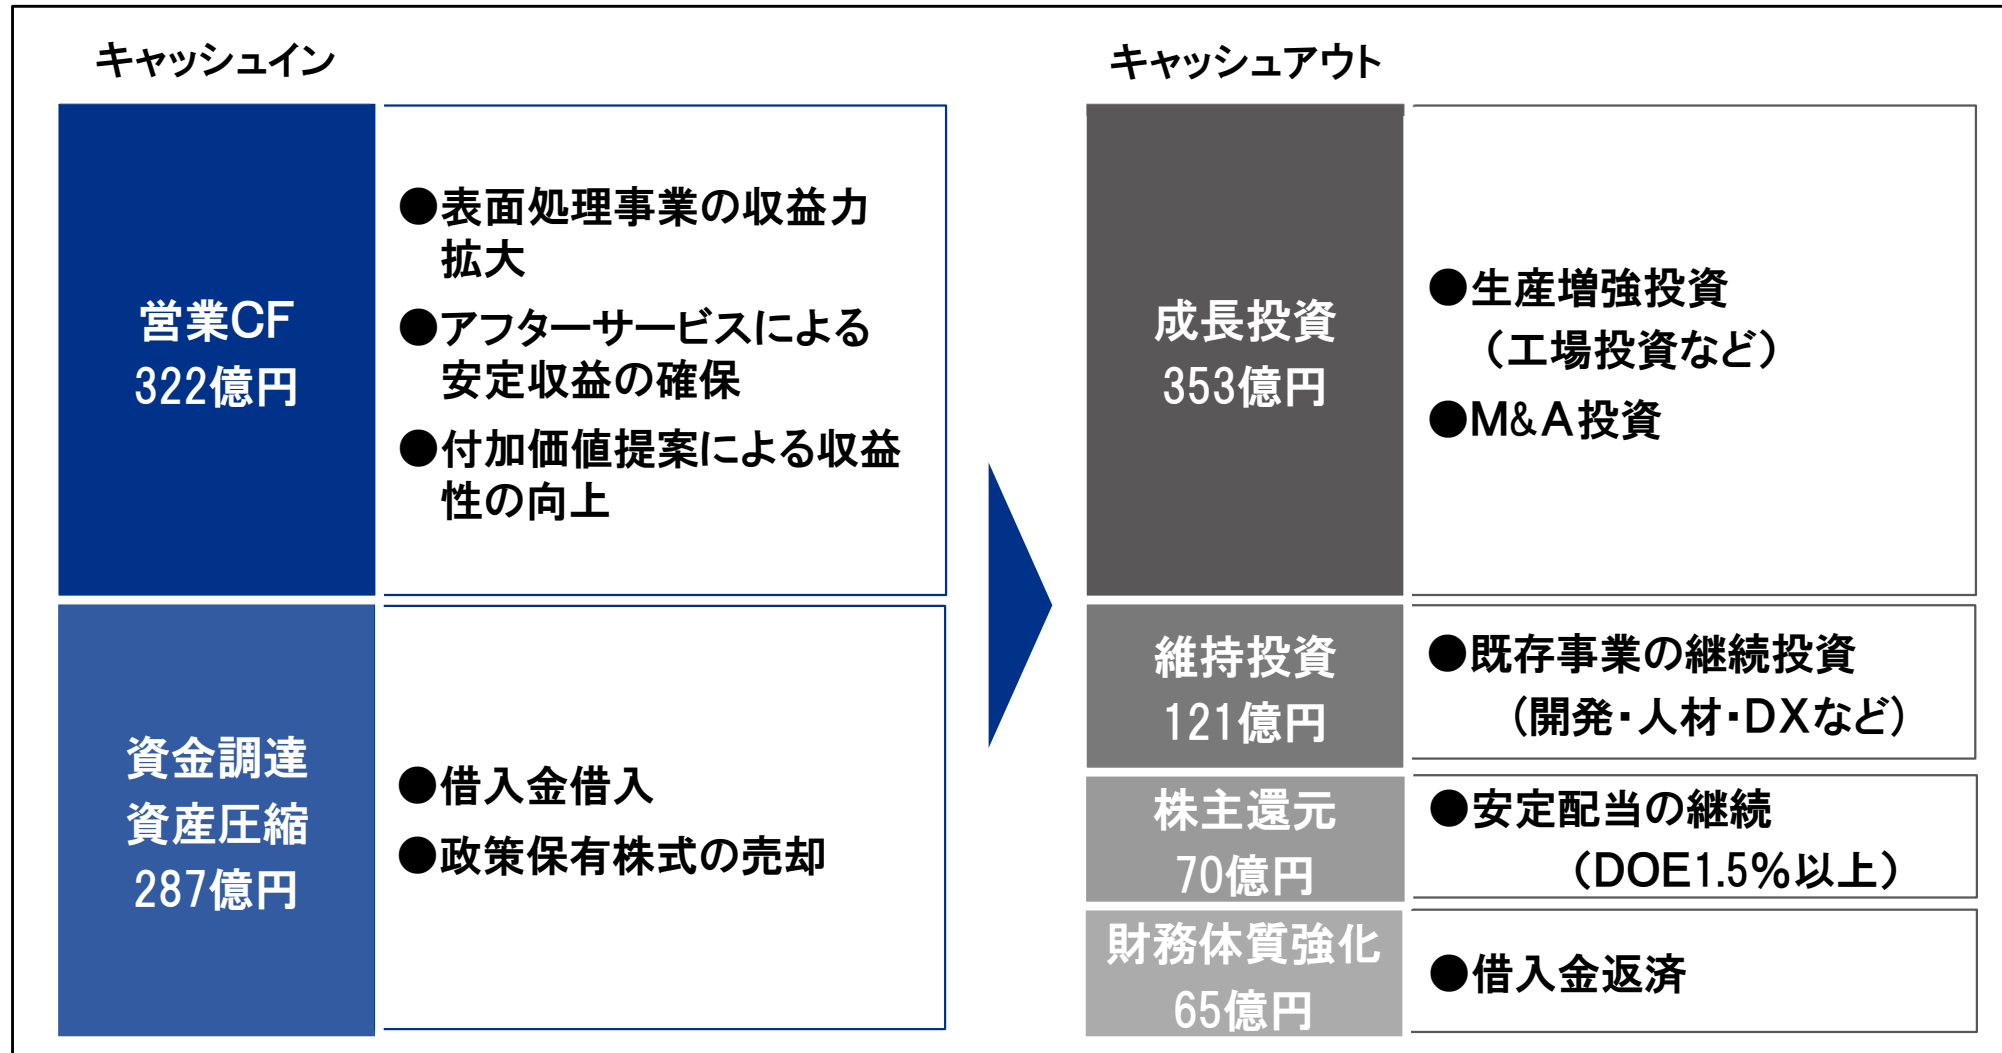 キャッシュイン
営業CF
322億円
●表面処理事業の収益力
拡大
●アフターサービスによる
安定収益の確保
●付加価値提案による収益
性の向上
資金調達
資産圧縮
287億円
●借入金借入
●政策保有株式の売却
キャッシュアウト
成長投資
353億円
●生産増強投資
（工場投資など）
●M&A投資
維持投資
121億円
●既存事業の継続投資
（開発・人材・DXなど）
株主還元
70億円
●安定配当の継続
（DOE1.5%以上）
財務体質強化
65億円
●借入金返済